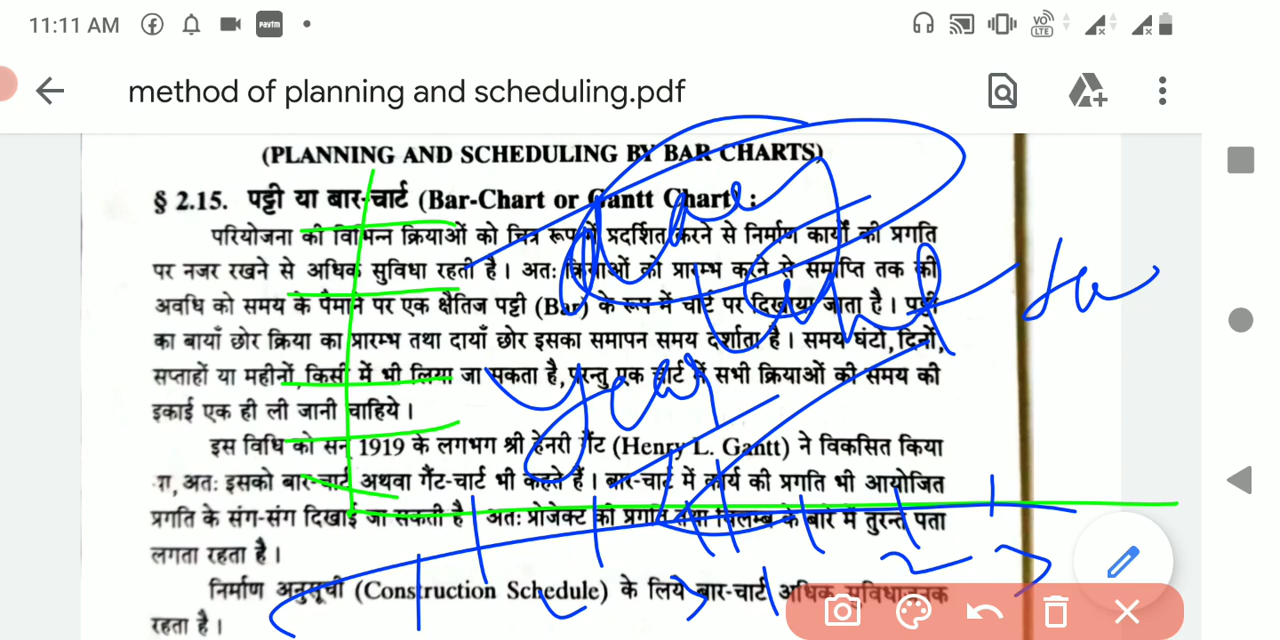 11:11 AM
Paytm
VO LTE
method of planning and scheduling.pdf
(PLANNING AND SCHEDULING BY BAR CHARTS)
§ 2.15. पट्टी या बार-चार्ट (Bar-Chart or Gantt Chart) :
परियोजना की विभिन्न क्रियाओं को चित्र रूप में प्रदर्शित करने से निर्माण कार्यों की प्रगति
पर नजर रखने से अधिक सुविधा रहती है। अतः क्रियाओं को प्रारम्भ करने से समाप्ति तक की
अवधि को समय के पैमाने पर एक क्षैतिज पट्टी (Bar) के रूप में चार्ट पर दिखाया जाता है। पट्टी
का बायाँ छोर क्रिया का प्रारम्भ तथा दायाँ छोर इसका समापन समय दर्शाता है। समय घंटों, दिनों,
सप्ताहों या महीनों, किसी में भी लिया जा सकता है, परन्तु एक चार्ट में सभी क्रियाओं की समय की
इकाई एक ही ली जानी चाहिये।
इस विधि को सन् 1919 के लगभग श्री हेनरी गैंट (Henry L. Gantt) ने विकसित किया
अतः इसको बार-चार्ट अथवा गैंट-चार्ट भी कहते हैं। बार-चार्ट में कार्य की प्रगति भी आयोजित
प्रगति के संग-संग दिखाई जा सकती है। अतः प्रोजेक्ट की प्रगति तथा विलम्ब के बारे में तुरन्त पता
लगता रहता है।
निर्माण अनुसूची (Construction Schedule) के लिये बार-चार्ट अधिक सुविधाजनक
रहता है।